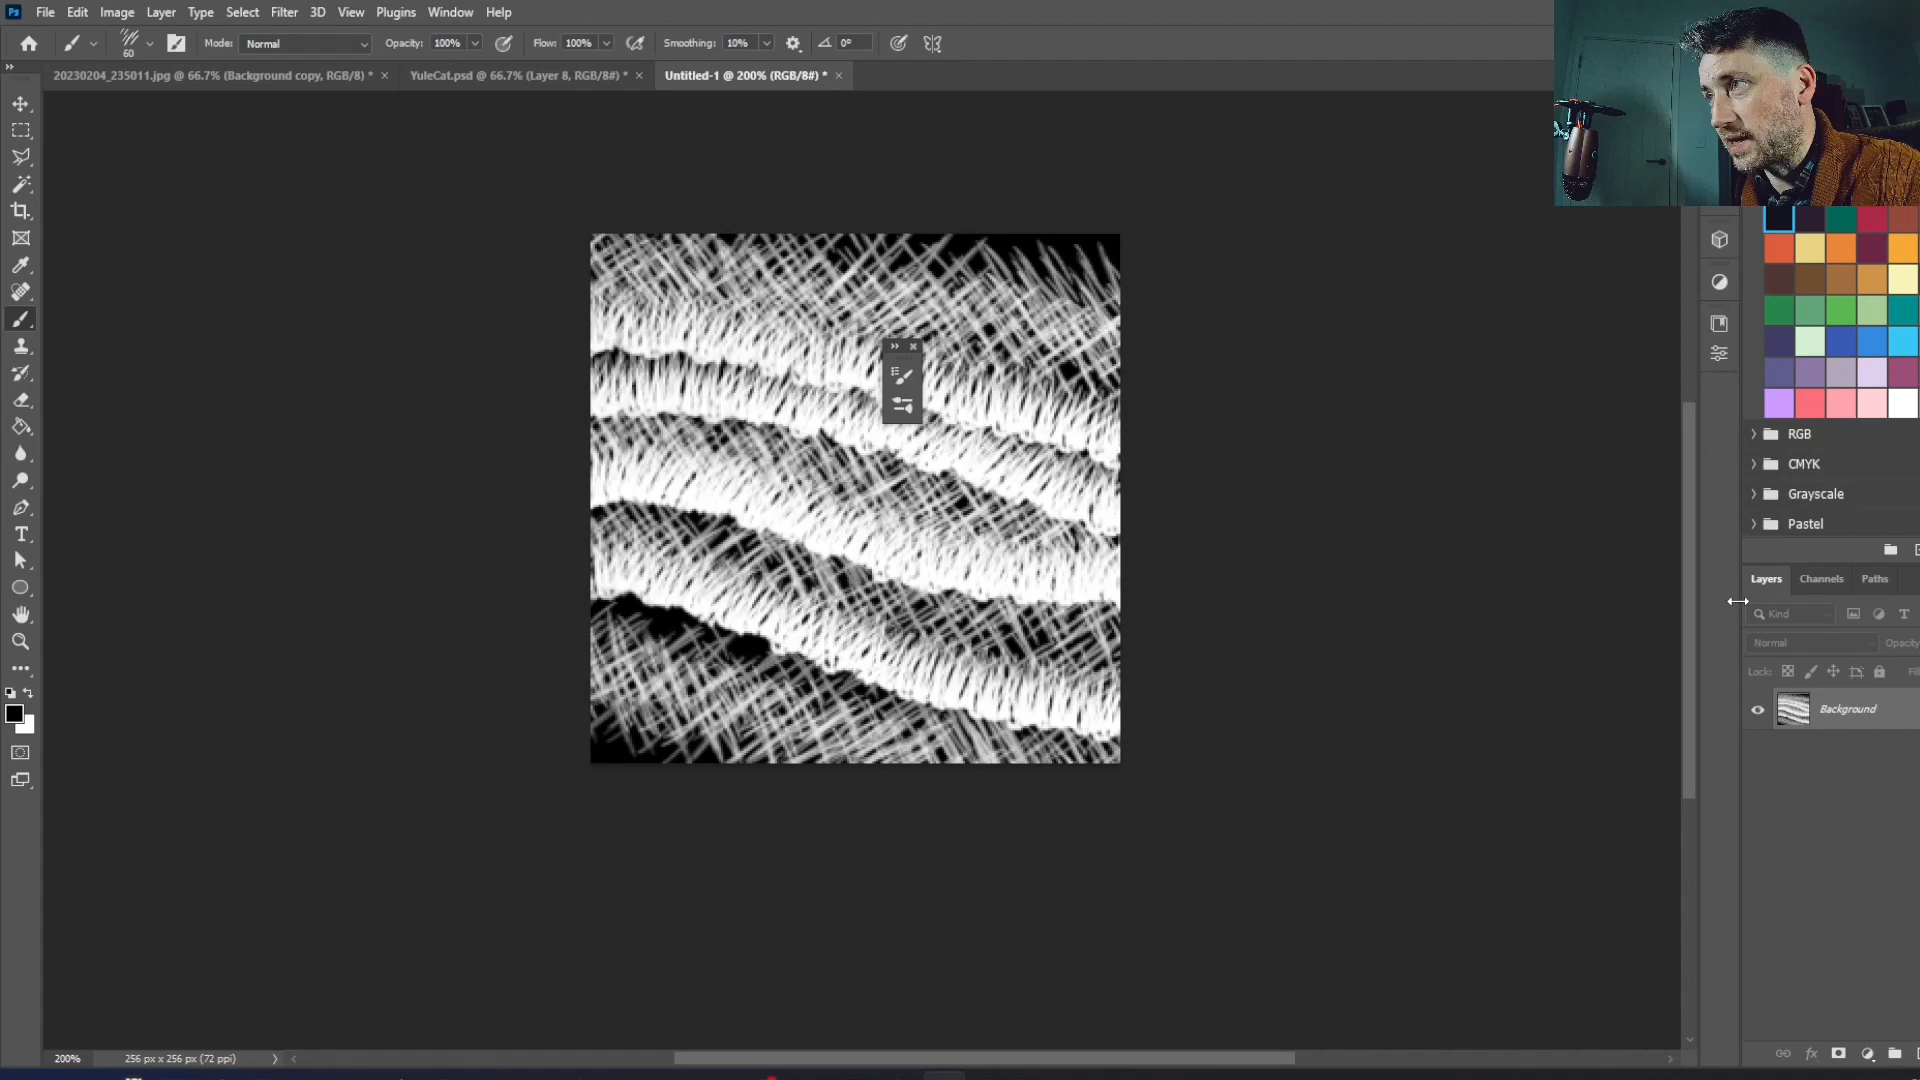 Ps File Edit Image Layer Type Select Filter 3D View Plugins Window Help
60 Mode: Normal Opacity: 100% Flow: 100% Smoothing: 10% 0°
20230204_235011.jpg @ 66.7% (Background copy, RGB/8) * × YuleCat.psd @ 66.7% (Layer 8, RGB/8#) * × Untitled-1 @ 200% (RGB/8#) * ×
RGB
CMYK
Grayscale
Pastel
Layers Channels Paths
Kind
Normal Opacity
Lock: Fil
Background
200% 256 px x 256 px (72 ppi)